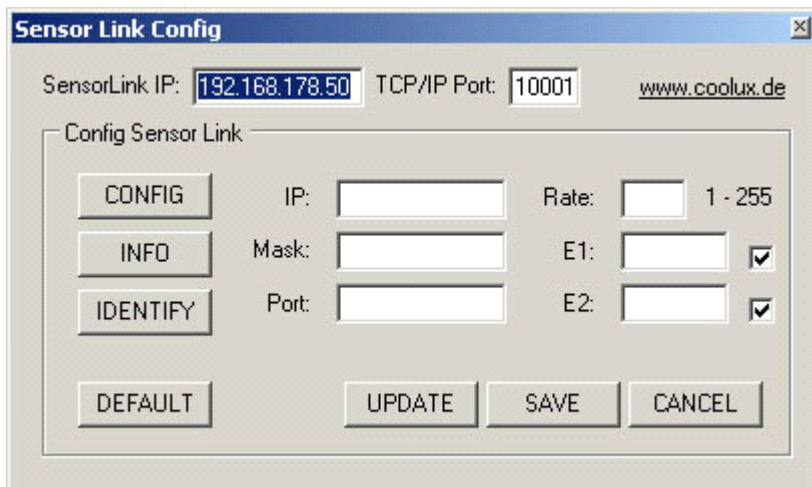 Sensor Link Config
SensorLink IP: 192.168.178.50 TCP/IP Port: 10001 www.coolux.de
Config Sensor Link
CONFIG IP: Rate: 1 - 255
INFO Mask: E1:
IDENTIFY Port: E2:
DEFAULT UPDATE SAVE CANCEL